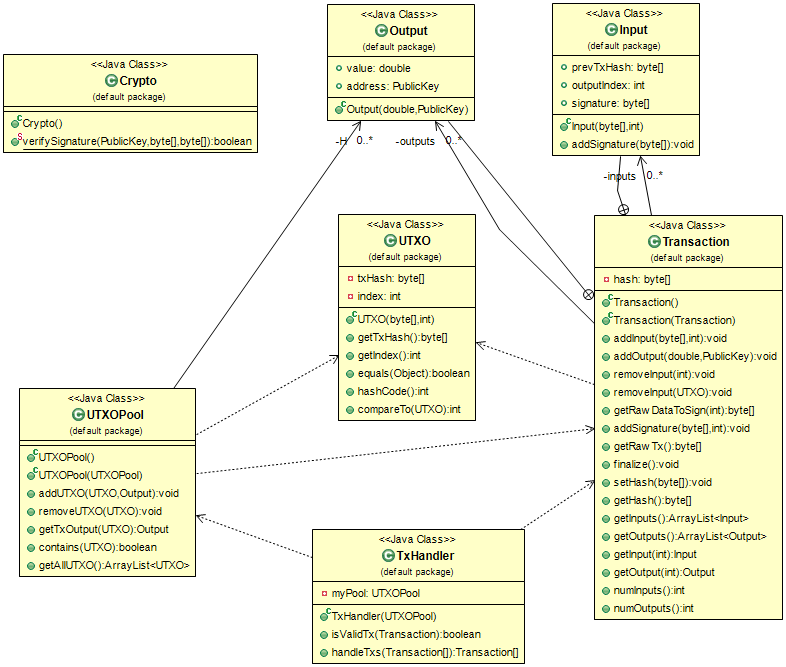 <<Java Class>>
Crypto
(default package)
Crypto()
verifySignature(PublicKey,byte[],byte[]):boolean
<<Java Class>>
Output
(default package)
value: double
address: PublicKey
Output(double,PublicKey)
<<Java Class>>
Input
(default package)
prevTxHash: byte[]
outputIndex: int
signature: byte[]
Input(byte[],int)
addSignature(byte[]):void
-H 0..*
-outputs 0..*
-inputs 0..*
<<Java Class>>
UTXO
(default package)
txHash: byte[]
index: int
UTXO(byte[],int)
getTxHash():byte[]
getIndex():int
equals(Object):boolean
hashCode():int
compareTo(UTXO):int
<<Java Class>>
Transaction
(default package)
hash: byte[]
Transaction()
Transaction(Transaction)
addInput(byte[],int):void
addOutput(double,PublicKey):void
removeInput(int):void
removeInput(UTXO):void
getRawDataToSign(int):byte[]
addSignature(byte[],int):void
getRawTx():byte[]
finalize():void
setHash(byte[]):void
getHash():byte[]
getInputs():ArrayList<Input>
getOutputs():ArrayList<Output>
getInput(int):Input
getOutput(int):Output
numInputs():int
numOutputs():int
<<Java Class>>
UTXOPool
(default package)
UTXOPool()
UTXOPool(UTXOPool)
addUTXO(UTXO,Output):void
removeUTXO(UTXO):void
getTxOutput(UTXO):Output
contains(UTXO):boolean
getAllUTXO():ArrayList<UTXO>
<<Java Class>>
TxHandler
(default package)
myPool: UTXOPool
TxHandler(UTXOPool)
isValidTx(Transaction):boolean
handleTxs(Transaction[]):Transaction[]